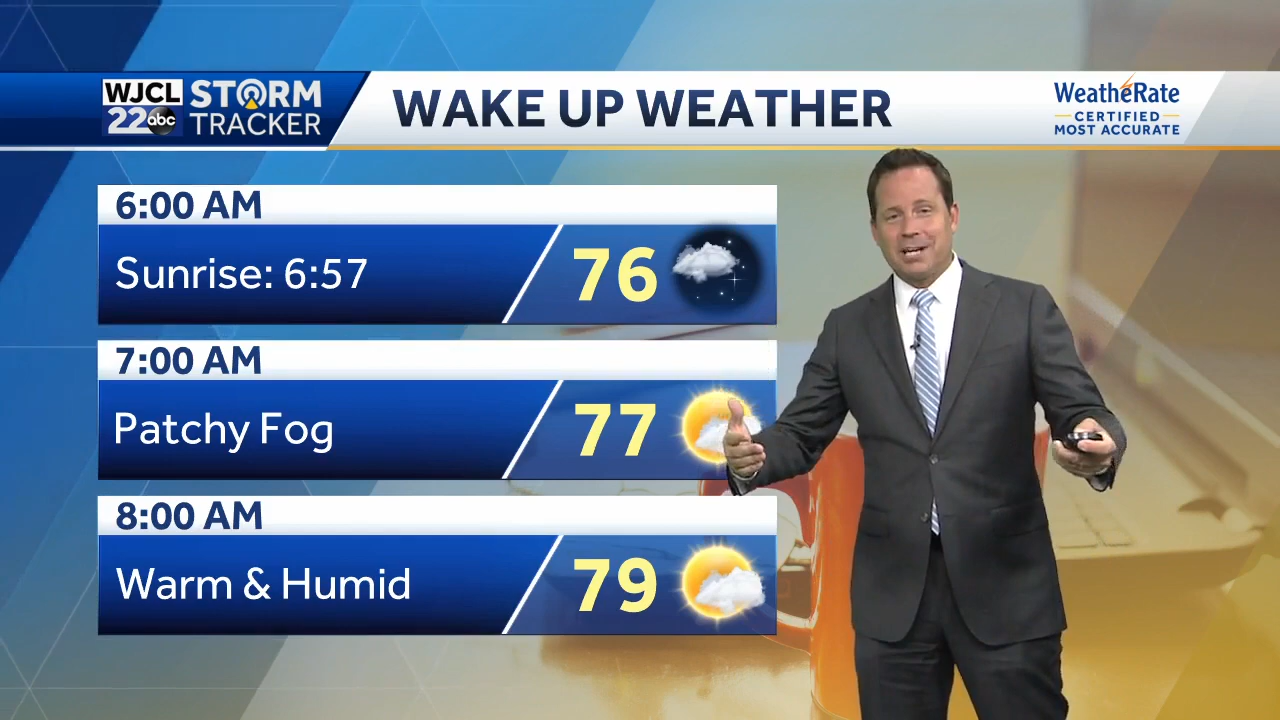 WJCL
22 abc
STORM
TRACKER
WAKE UP WEATHER
WeatheRate
CERTIFIED
MOST ACCURATE
6:00 AM
Sunrise: 6:57
76
7:00 AM
Patchy Fog
77
8:00 AM
Warm & Humid
79